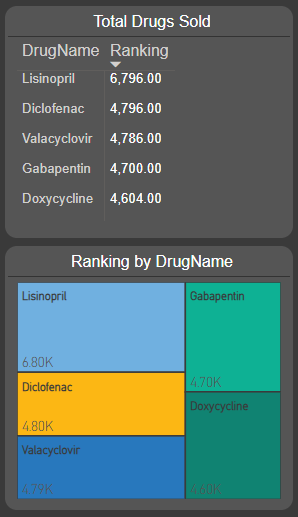 Total Drugs Sold
DrugName Ranking
Lisinopril 6,796.00
Diclofenac 4,796.00
Valacyclovir 4,786.00
Gabapentin 4,700.00
Doxycycline 4,604.00
Ranking by DrugName
Lisinopril
6.80K
Diclofenac
4.80K
Valacyclovir
4.79K
Gabapentin
4.70K
Doxycycline
4.60K